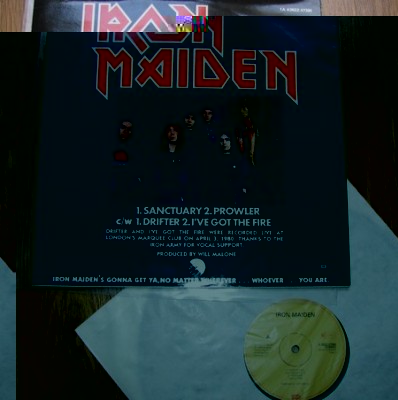 IRON
MAIDEN
1. SANCTUARY 2. PROWLER
c/w 1. DRIFTER 2. I'VE GOT THE FIRE
DRIFTER AND I'VE GOT THE FIRE WERE RECORDED LIVE AT
LONDON'S MARQUEE CLUB ON APRIL 3, 1980. THANKS TO THE
IRON ARMY FOR VOCAL SUPPORT
PRODUCED BY WILL MALONE
IRON MAIDEN'S GONNA GET YA, NO MATTER WHEREVER . WHOEVER YOU ARE.
IRON MAIDEN